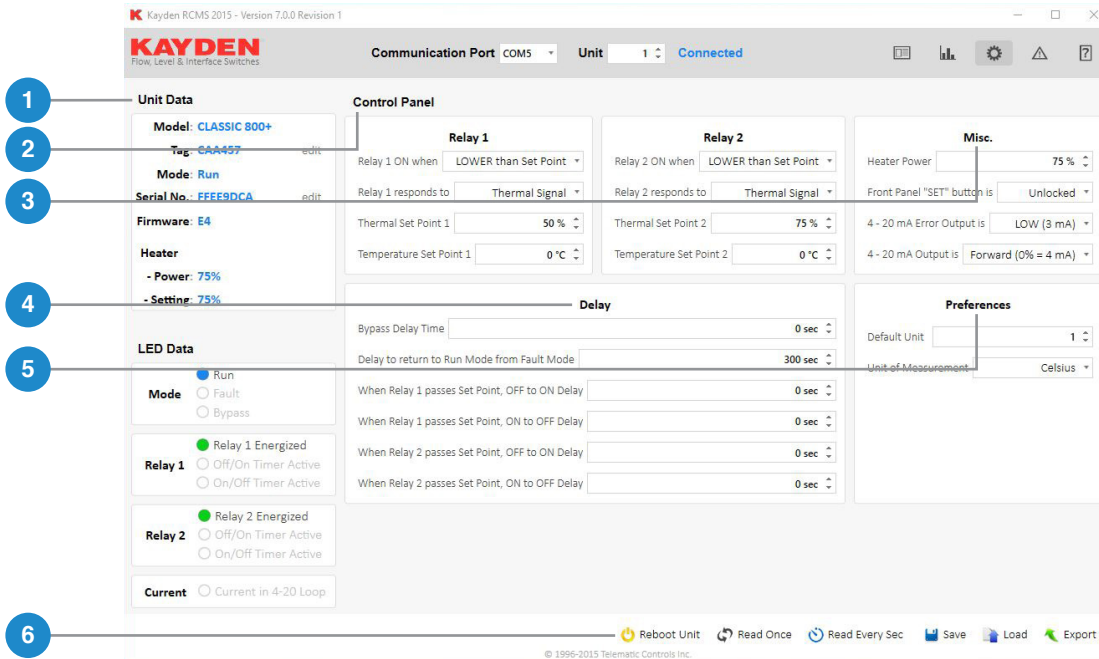 Kayden RCMS 2015 - Version 7.0.0 Revision 1
KAYDEN
Flow, Level & Interface Switches
Communication Port COM5 Unit 1 Connected
1
Unit Data
Model: CLASSIC 800+
2
Tag: CAA457 edit
Mode: Run
3
Serial No.: FFEE9DCA edit
Firmware: E4
Heater
- Power: 75%
4
- Setting: 75%
LED Data
5
Run
Mode Fault
Bypass
Relay 1 Energized
Relay 1 Off/On Timer Active
On/Off Timer Active
Relay 2 Energized
Relay 2 Off/On Timer Active
On/Off Timer Active
Current Current in 4-20 Loop
Control Panel
Relay 1
Relay 1 ON when LOWER than Set Point
Relay 1 responds to Thermal Signal
Thermal Set Point 1 50 %
Temperature Set Point 1 0 °C
Relay 2
Relay 2 ON when LOWER than Set Point
Relay 2 responds to Thermal Signal
Thermal Set Point 2 75 %
Temperature Set Point 2 0 °C
Misc.
Heater Power 75 %
Front Panel "SET" button is Unlocked
4 - 20 mA Error Output is LOW (3 mA)
4 - 20 mA Output is Forward (0% = 4 mA)
Delay
Bypass Delay Time 0 sec
Delay to return to Run Mode from Fault Mode 300 sec
When Relay 1 passes Set Point, OFF to ON Delay 0 sec
When Relay 1 passes Set Point, ON to OFF Delay 0 sec
When Relay 2 passes Set Point, OFF to ON Delay 0 sec
When Relay 2 passes Set Point, ON to OFF Delay 0 sec
Preferences
Default Unit 1
Unit of Measurement Celsius
6
Reboot Unit Read Once Read Every Sec Save Load Export
© 1996-2015 Telematic Controls Inc.